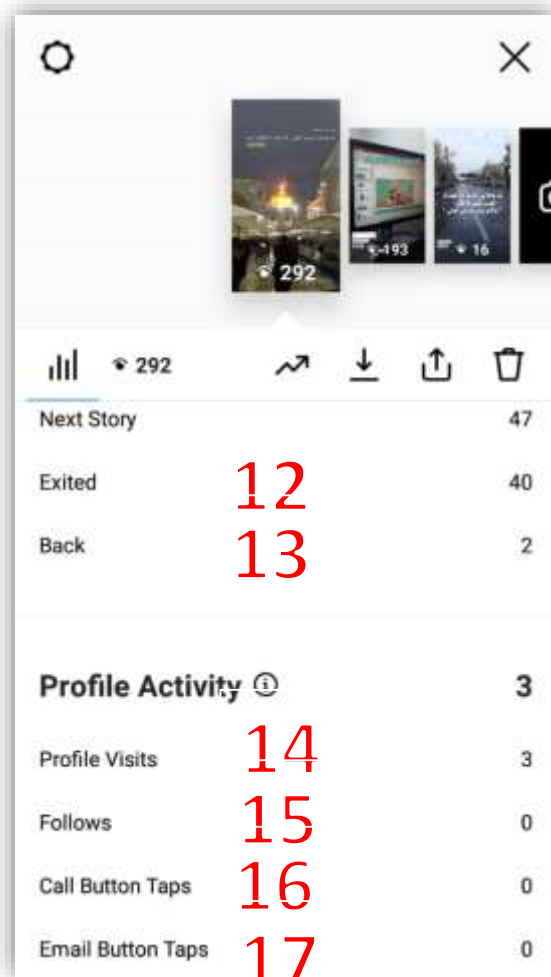 292
193
16
292
Next Story 47
Exited 12 40
Back 13 2
Profile Activity 3
Profile Visits 14 3
Follows 15 0
Call Button Taps 16 0
Email Button Taps 17 0